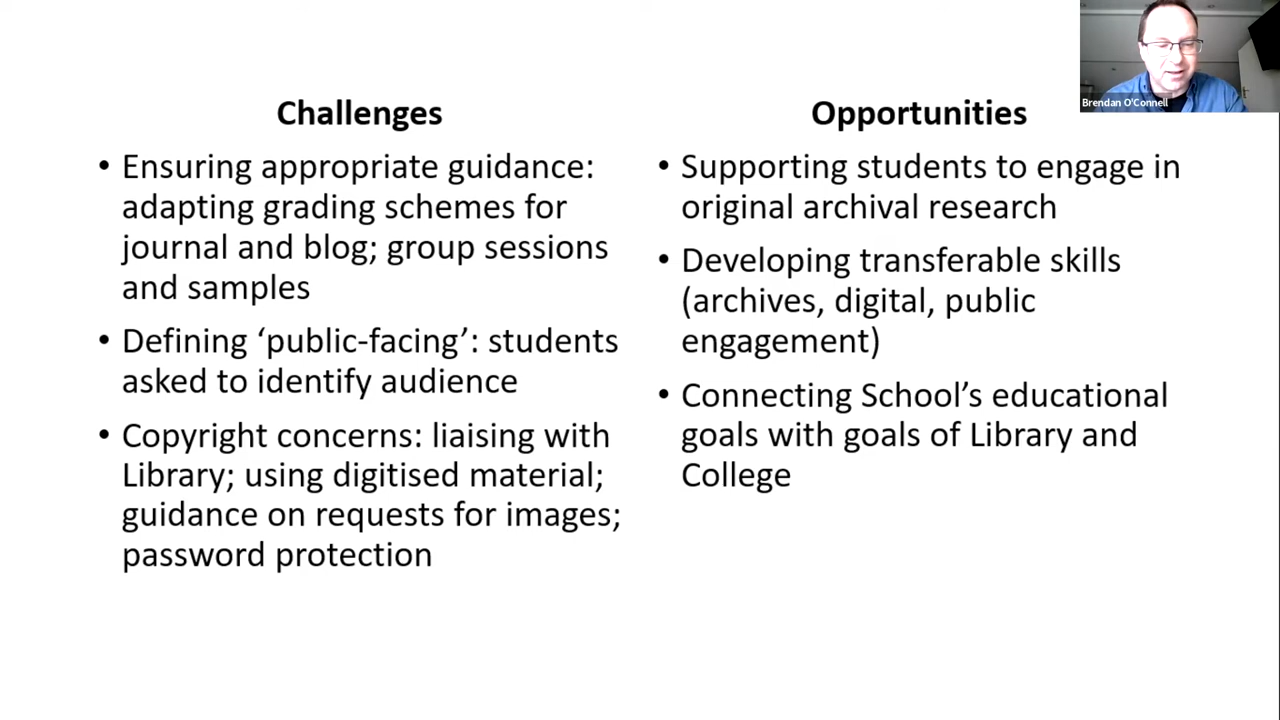 Challenges
• Ensuring appropriate guidance:
adapting grading schemes for
journal and blog; group sessions
and samples
• Defining ‘public-facing’: students
asked to identify audience
• Copyright concerns: liaising with
Library; using digitised material;
guidance on requests for images;
password protection
Opportunities
• Supporting students to engage in
original archival research
• Developing transferable skills
(archives, digital, public
engagement)
• Connecting School’s educational
goals with goals of Library and
College
Brendan O'Connell